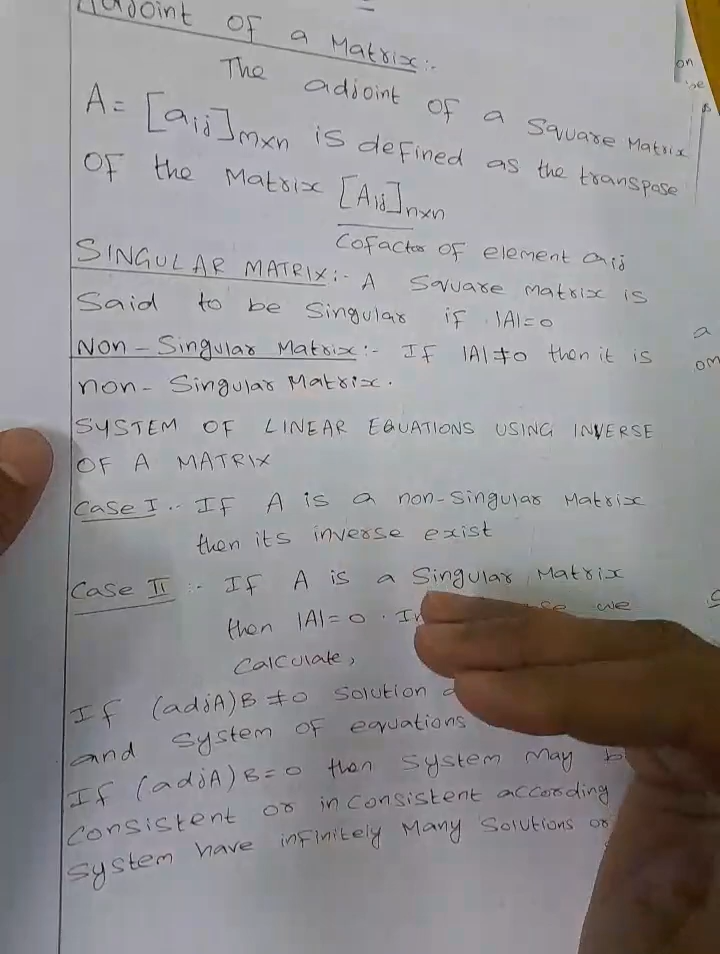 Adjoint OF a Matrix:-
The adjoint OF a Square Matrix
A = [aij]mxn is defined as the transpose
OF the Matrix [Aij]nxn
Cofactor OF element aij
SINGULAR MATRIX:- A Square matrix is
Said to be Singular if |A|=0
Non-Singular Matrix:- IF |A|≠0 then it is
non-Singular Matrix.
SYSTEM OF LINEAR EQUATIONS USING INVERSE
OF A MATRIX
Case I :- IF A is a non-Singular Matrix
then its inverse exist
Case II :- IF A is a Singular Matrix
then |A|=0. we
Calculate,
IF (adjA)B≠0 Solution
and System OF equations
IF (adjA)B=0 then System may
consistent or inconsistent according
system have infinitely Many Solutions or